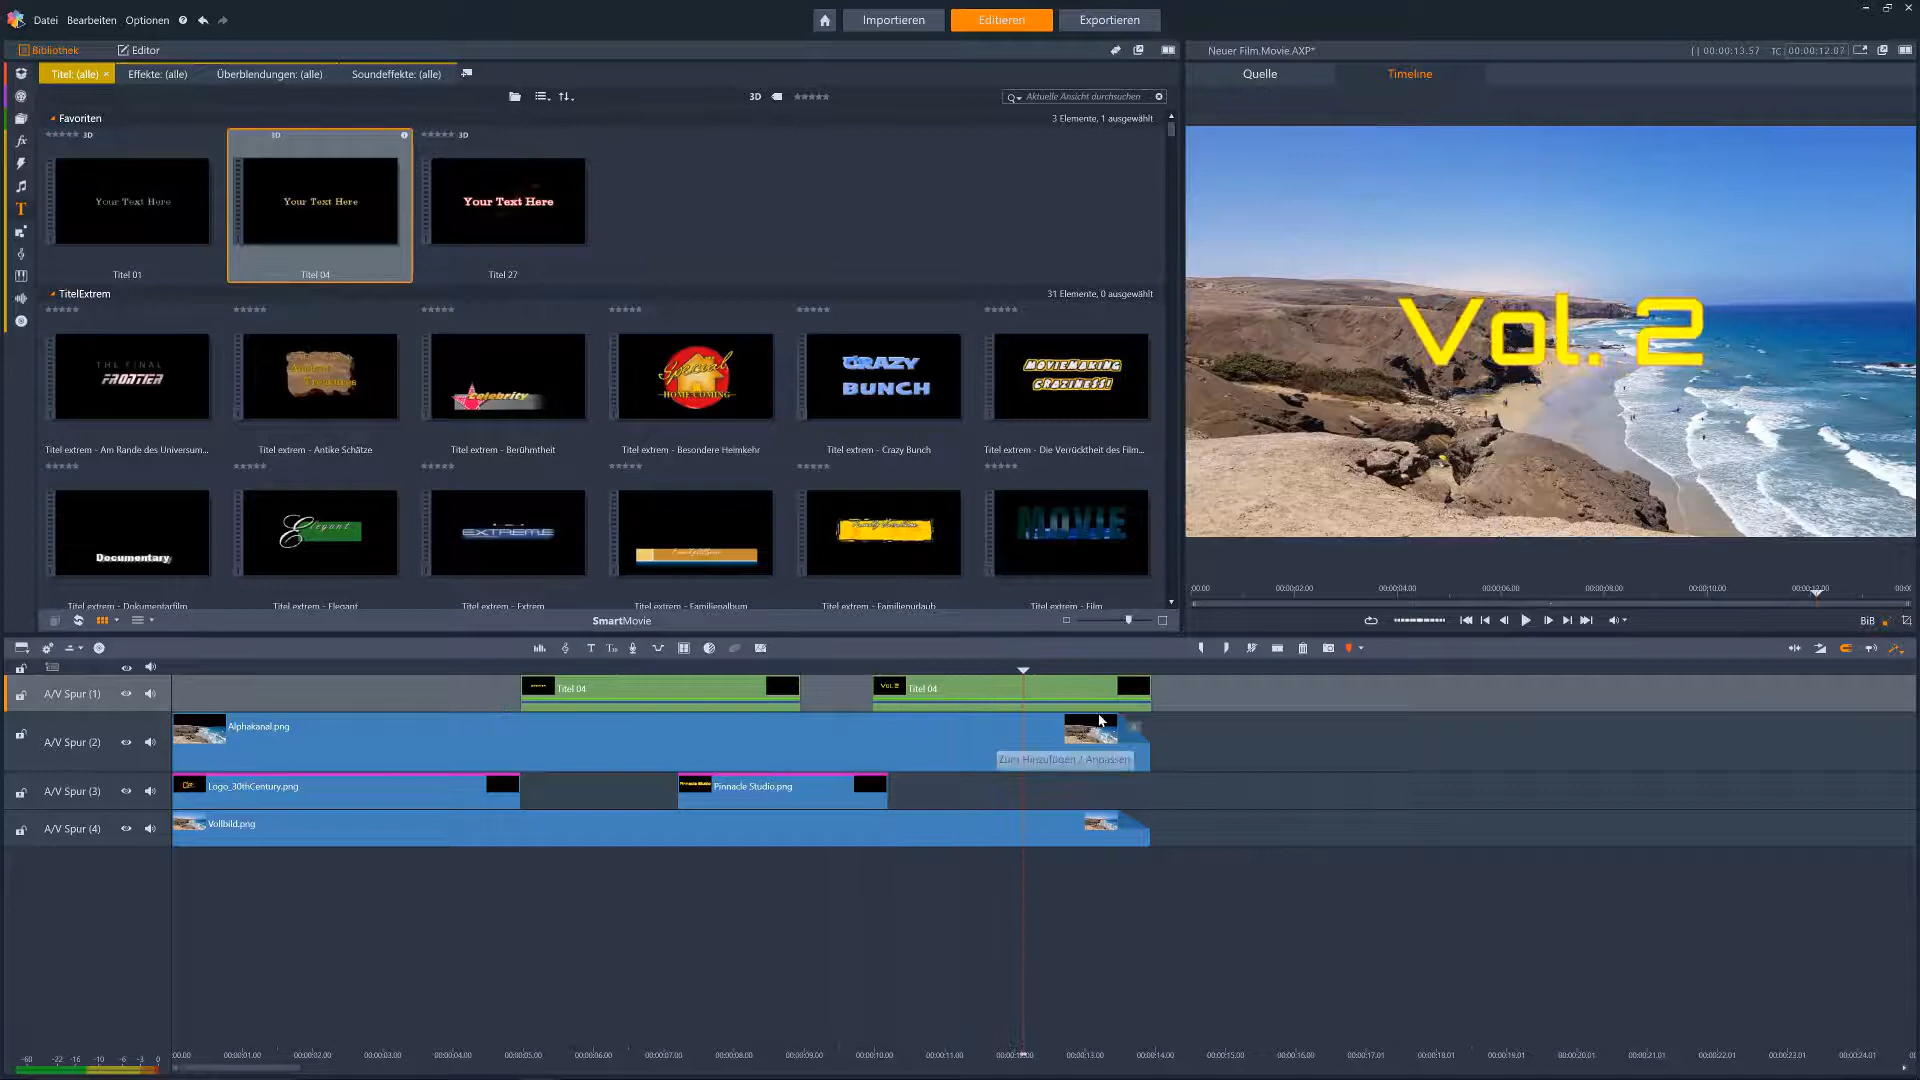 Datei Bearbeiten Optionen
Importieren Editieren Exportieren
Bibliothek Editor
Neuer Film.Movie.AXP*
[ ] 00:00:13.57 TC 00:00:12.07
Titel: (alle) × Effekte: (alle) Überblendungen: (alle) Soundeffekte: (alle)
Quelle Timeline
3D
Aktuelle Ansicht durchsuchen
Favoriten
3 Elemente, 1 ausgewählt
3D 3D 3D
Your Text Here Your Text Here Your Text Here
Titel 01 Titel 04 Titel 27
TitelExtrem
31 Elemente, 0 ausgewählt
THE FINAL
FRONTIER
Ancient
Treasures
Celebrity
Special
HOME COMING
CRAZY
BUNCH
MOVIEMAKING
CRAZINESS!
Vol. 2
Titel extrem - Am Rande des Universum... Titel extrem - Antike Schätze Titel extrem - Berühmtheit Titel extrem - Besondere Heimkehr Titel extrem - Crazy Bunch Titel extrem - Die Verrücktheit des Film...
Documentary
Elegant
EXTREME
MOVIE
Titel extrem - Dokumentarfilm Titel extrem - Elegant Titel extrem - Extrem Titel extrem - Familienalbum Titel extrem - Familienurlaub Titel extrem - Film
:00.00 00:00:02.00 00:00:04.00 00:00:06.00 00:00:08.00 00:00:10.00 00:00:12.00
SmartMovie
BiB
A/V Spur (1)
Titel 04
VOL. 2
Titel 04
A/V Spur (2)
Alphakanal.png
Zum Hinzufügen / Anpassen
A/V Spur (3)
Logo_30thCentury.png
Pinnacle Studio
Pinnacle Studio.png
A/V Spur (4)
Vollbild.png
:00.00 00:00:01.00 00:00:02.00 00:00:03.00 00:00:04.00 00:00:05.00 00:00:06.00 00:00:07.00 00:00:08.00 00:00:09.00 00:00:10.00 00:00:11.00 00:00:13.00 00:00:14.00 00:00:15.00 00:00:16.00 00:00:17.00 00:00:18.00 00:00:19.01 00:00:20.01 00:00:21.01 00:00:22.01 00:00:23.01 00:00:24.01
-60 -22 -16 -10 -6 -3 0